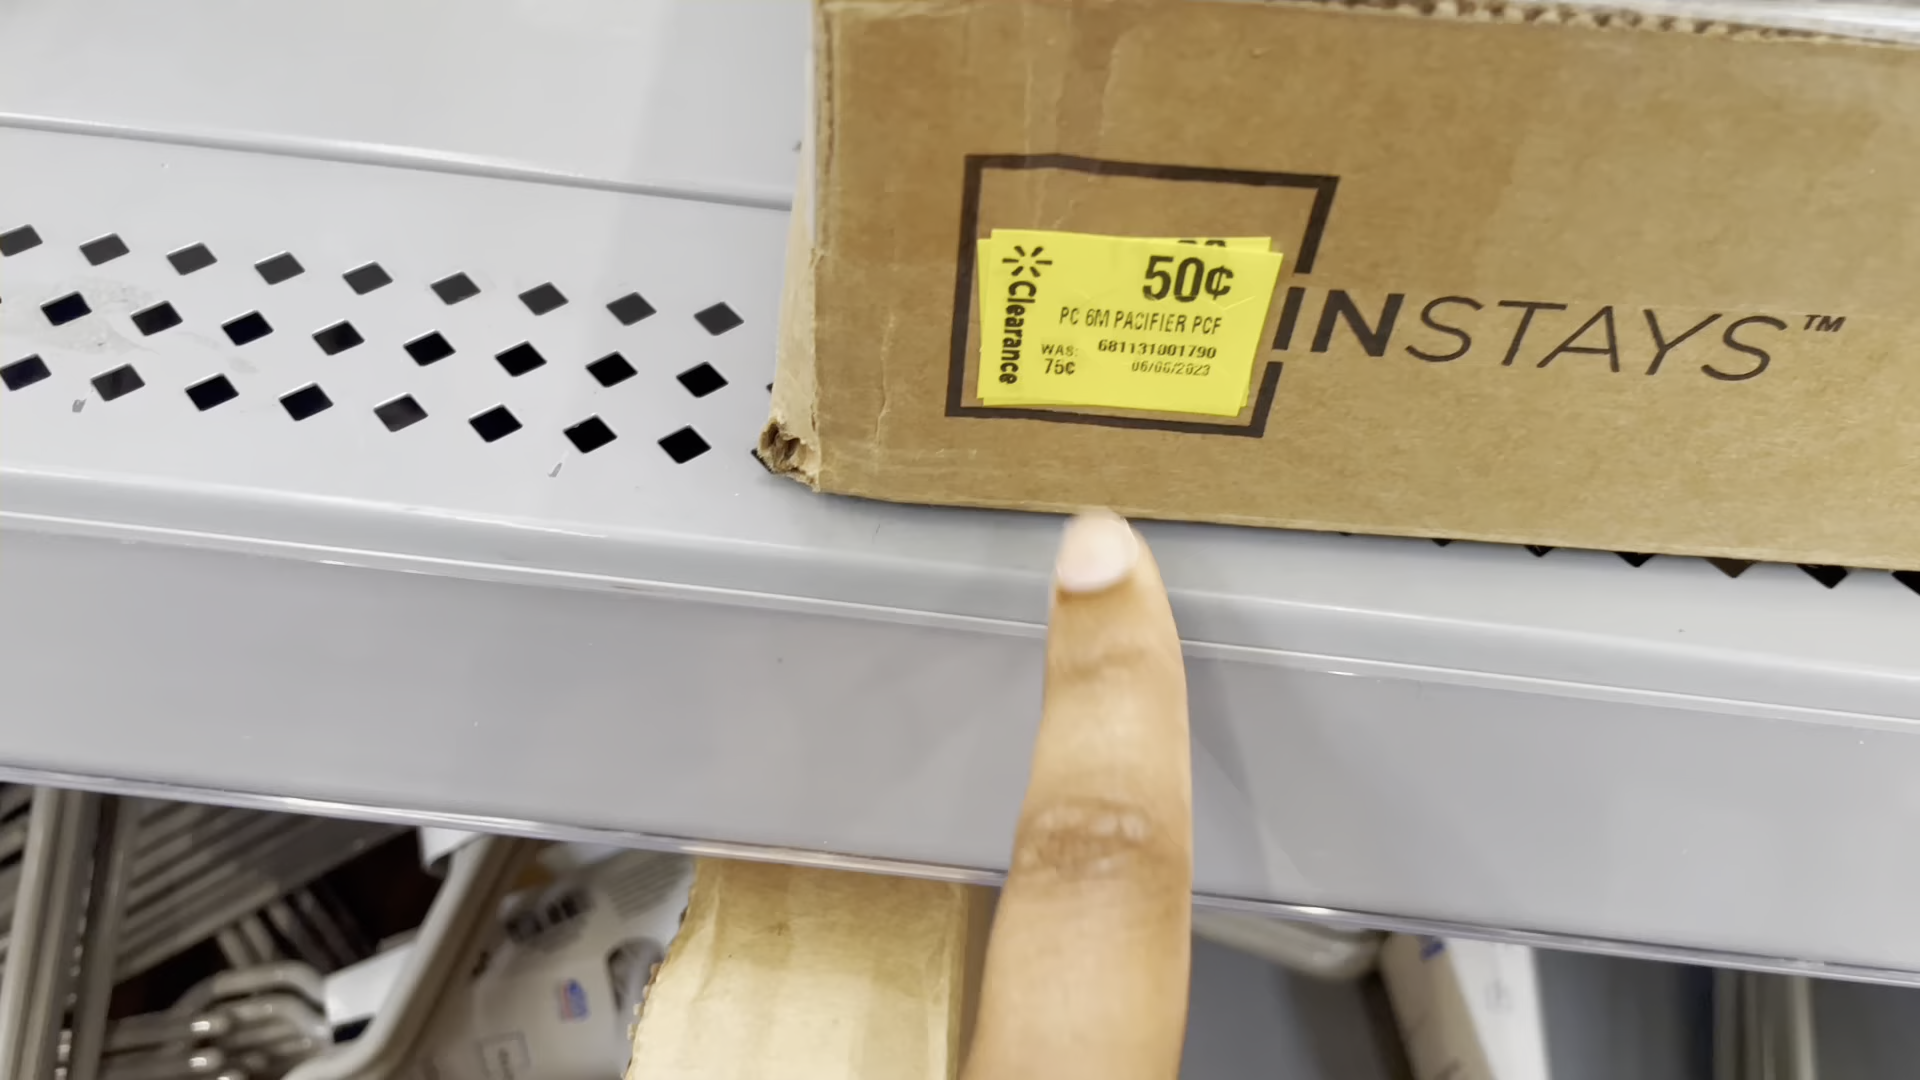 Clearance
50¢
PC 6M PACIFIER PCF
WAS: 681131001790
75¢ 06/06/2023
INSTAYS™